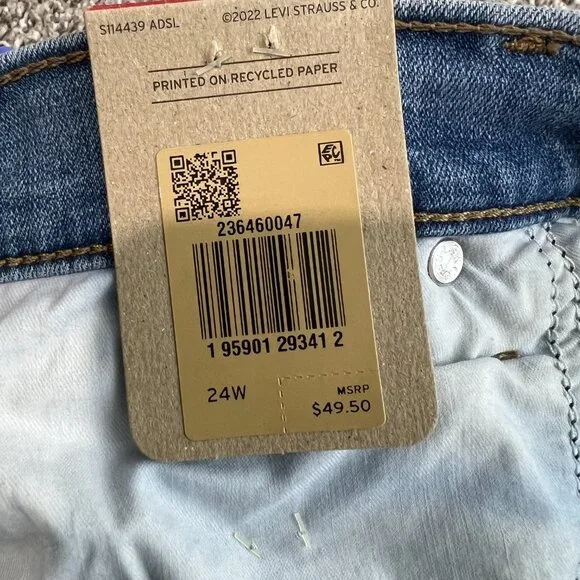 S114439 ADSL ©2022 LEVI STRAUSS & CO.
PRINTED ON RECYCLED PAPER
236460047
1 95901 29341 2
24W
MSRP
$49.50